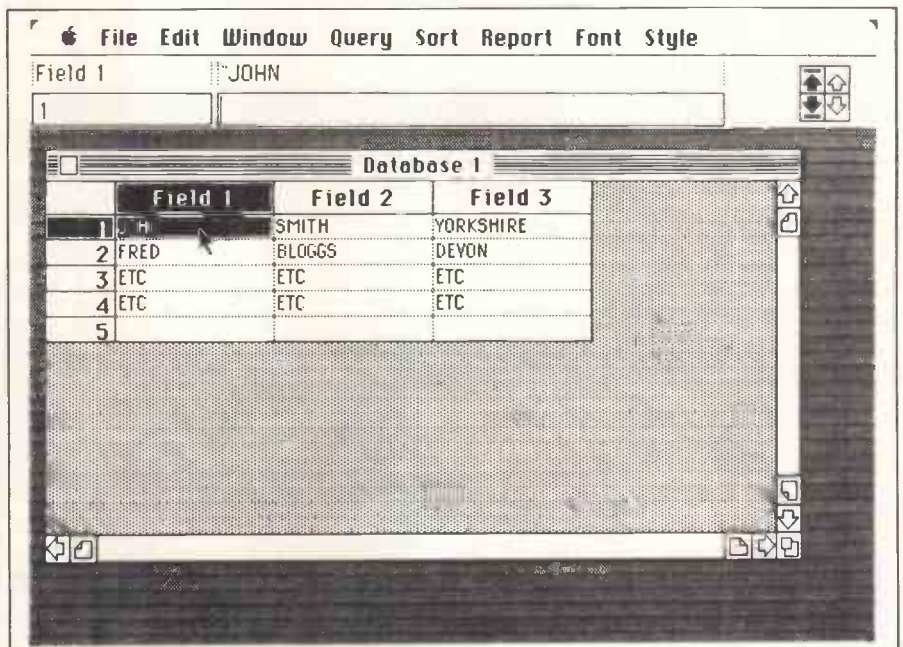 File Edit Window Query Sort Report Font Style
Field 1 "JOHN
1
Database 1
Field 1 Field 2 Field 3
1 SMITH YORKSHIRE
2 FRED BLOGGS DEVON
3 ETC ETC ETC
4 ETC ETC ETC
5